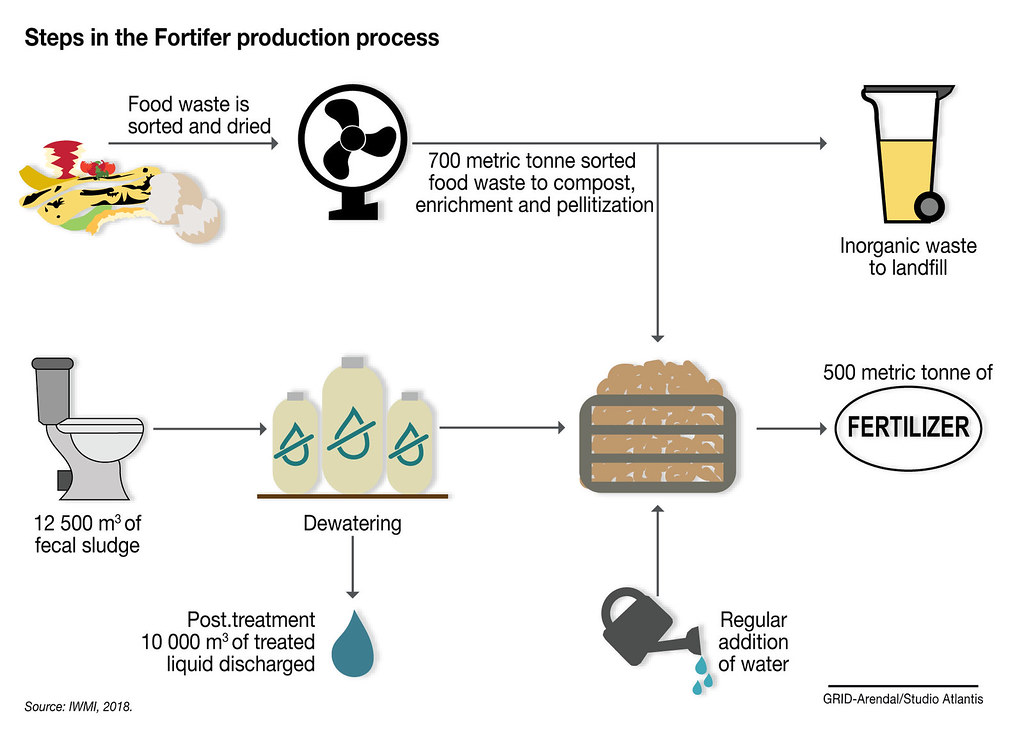 Steps in the Fortifer production process
Food waste is
sorted and dried
700 metric tonne sorted
food waste to compost,
enrichment and pellitization
Inorganic waste
to landfill
12 500 m³ of
fecal sludge
Dewatering
500 metric tonne of
FERTILIZER
Post.treatment
10 000 m³ of treated
liquid discharged
Regular
addition
of water
Source: IWMI, 2018.
GRID-Arendal/Studio Atlantis